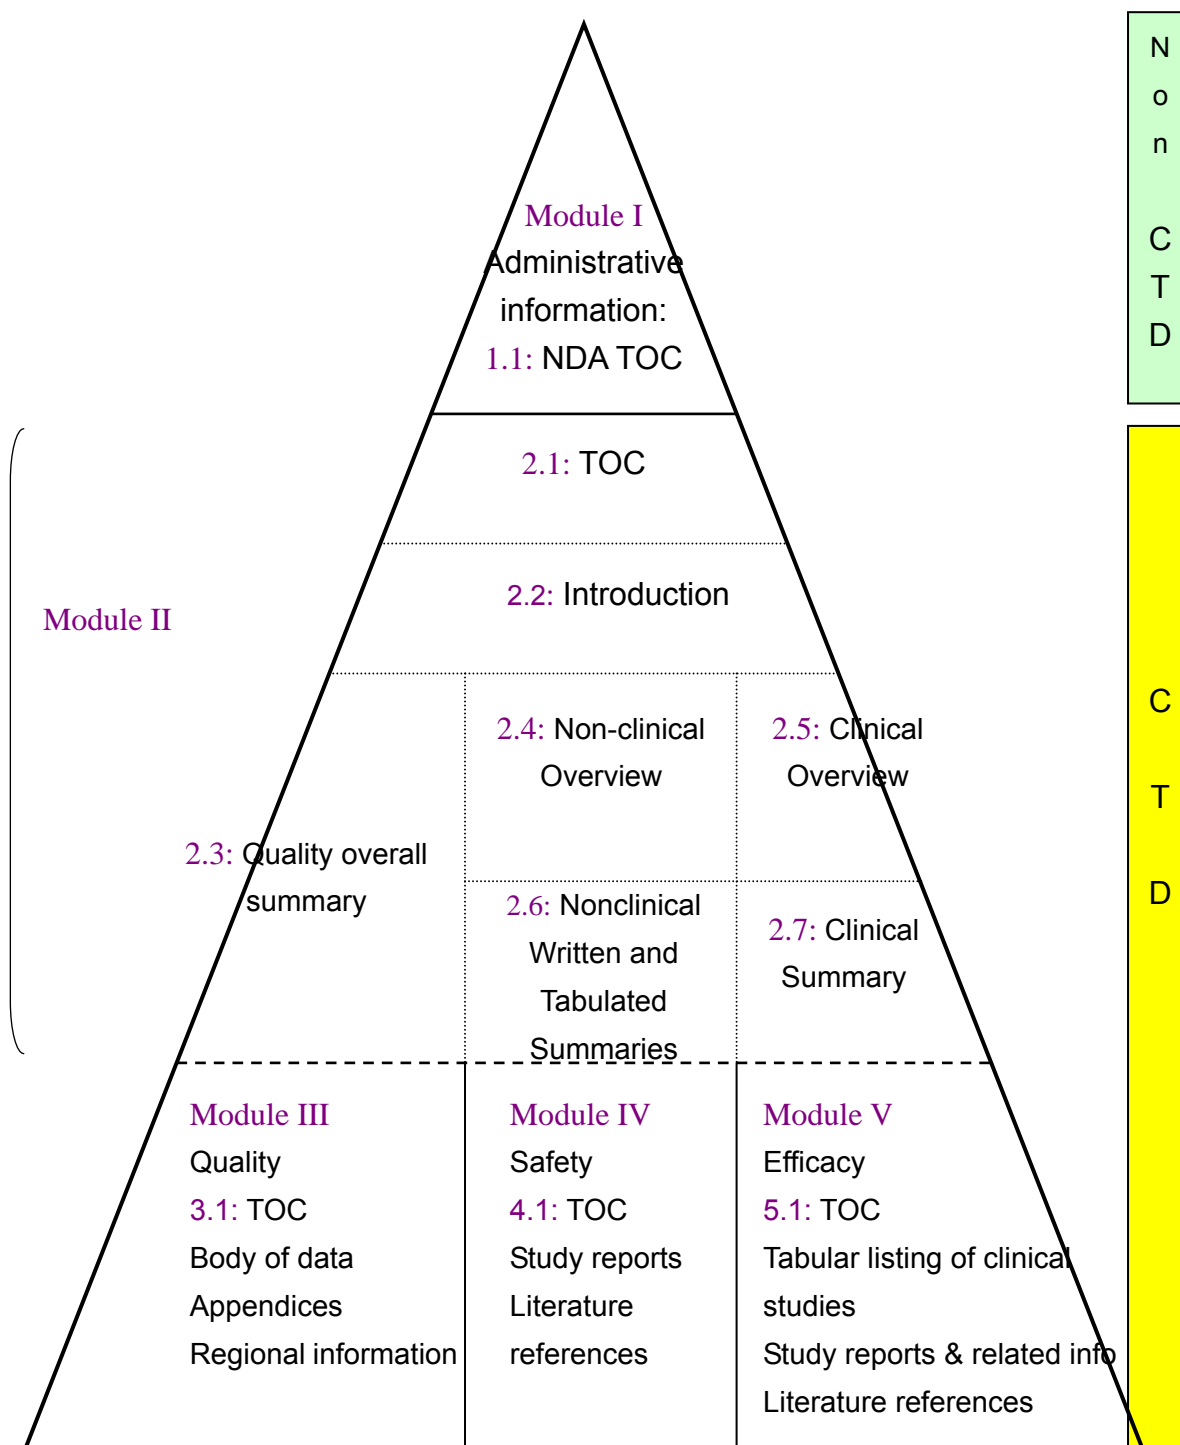 Module I
Administrative
information:
1.1: NDA TOC
Non CTD
2.1: TOC
2.2: Introduction
Module II
2.3: Quality overall
summary
2.4: Non-clinical
Overview
2.5: Clinical
Overview
2.6: Nonclinical
Written and
Tabulated
Summaries
2.7: Clinical
Summary
CTD
Module III
Quality
3.1: TOC
Body of data
Appendices
Regional information
Module IV
Safety
4.1: TOC
Study reports
Literature
references
Module V
Efficacy
5.1: TOC
Tabular listing of clinical
studies
Study reports & related info
Literature references